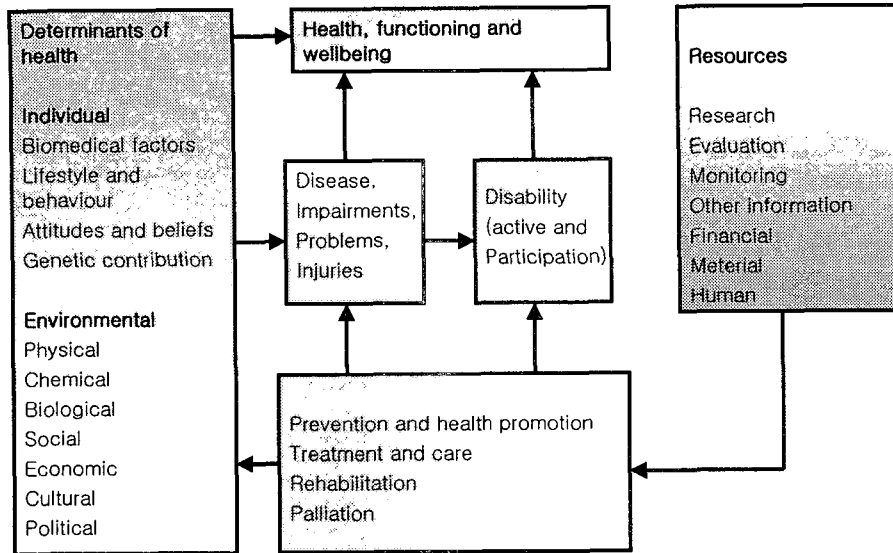 Determinants of
health
Individual
Biomedical factors
Lifestyle and
behaviour
Attitudes and beliefs
Genetic contribution
Environmental
Physical
Chemical
Biological
Social
Economic
Cultural
Political
Health, functioning and
wellbeing
Disease,
Impairments,
Problems,
Injuries
Disability
(active and
Participation)
Prevention and health promotion
Treatment and care
Rehabilitation
Palliation
Resources
Research
Evaluation
Monitoring
Other information
Financial
Meterial
Human